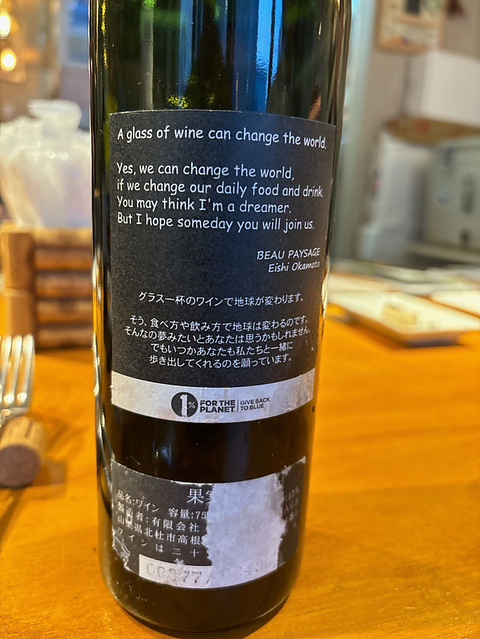 A glass of wine can change the world.
Yes, we can change the world,
if we change our daily food and drink.
You may think I'm a dreamer.
But I hope someday you will join us.
BEAU PAYSAGE
Eishi Okamoto
グラス一杯のワインで地球が変わります。
そう、食べ方や飲み方で地球は変わるのです。
そんなの夢みたいとあなたは思うかもしれません。
でもいつかあなたも私たちと一緒に
歩き出してくれるのを願っています。
1% FOR THE PLANET. GIVE BACK TO BLUE
果実
品名:ワイン 容量:75
製造者:有限会社
山梨県北杜市高根
ワインは二十